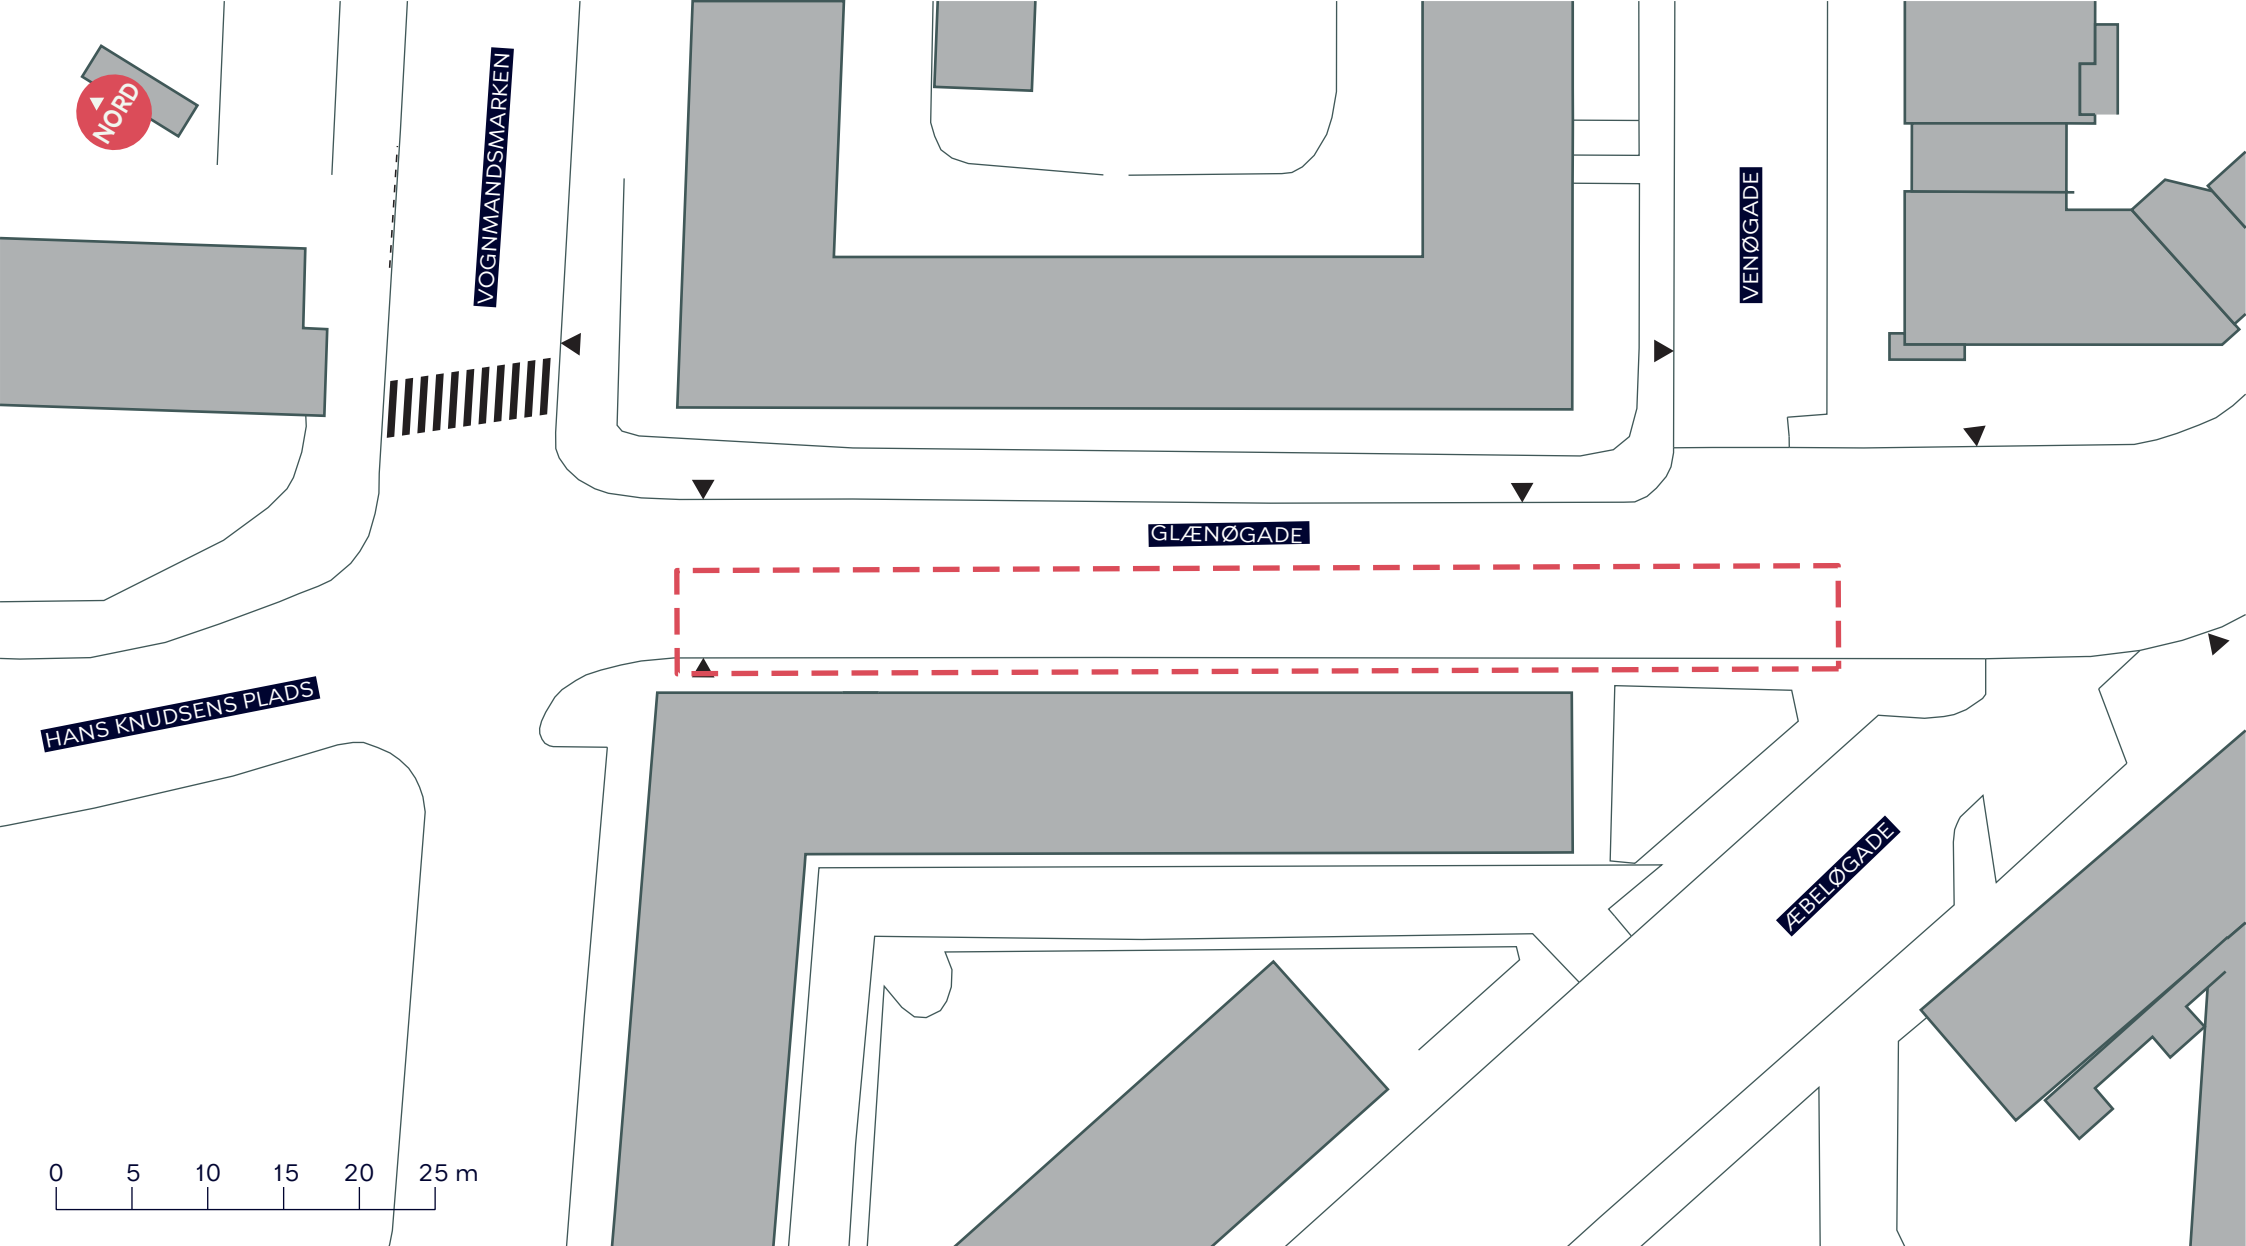 NORD
VOGNMANDSMARKEN
VENØGADE
GLÆNØGADE
HANS KNUDSENS PLADS
ÆBELØGADE
0 5 10 15 20 25 m